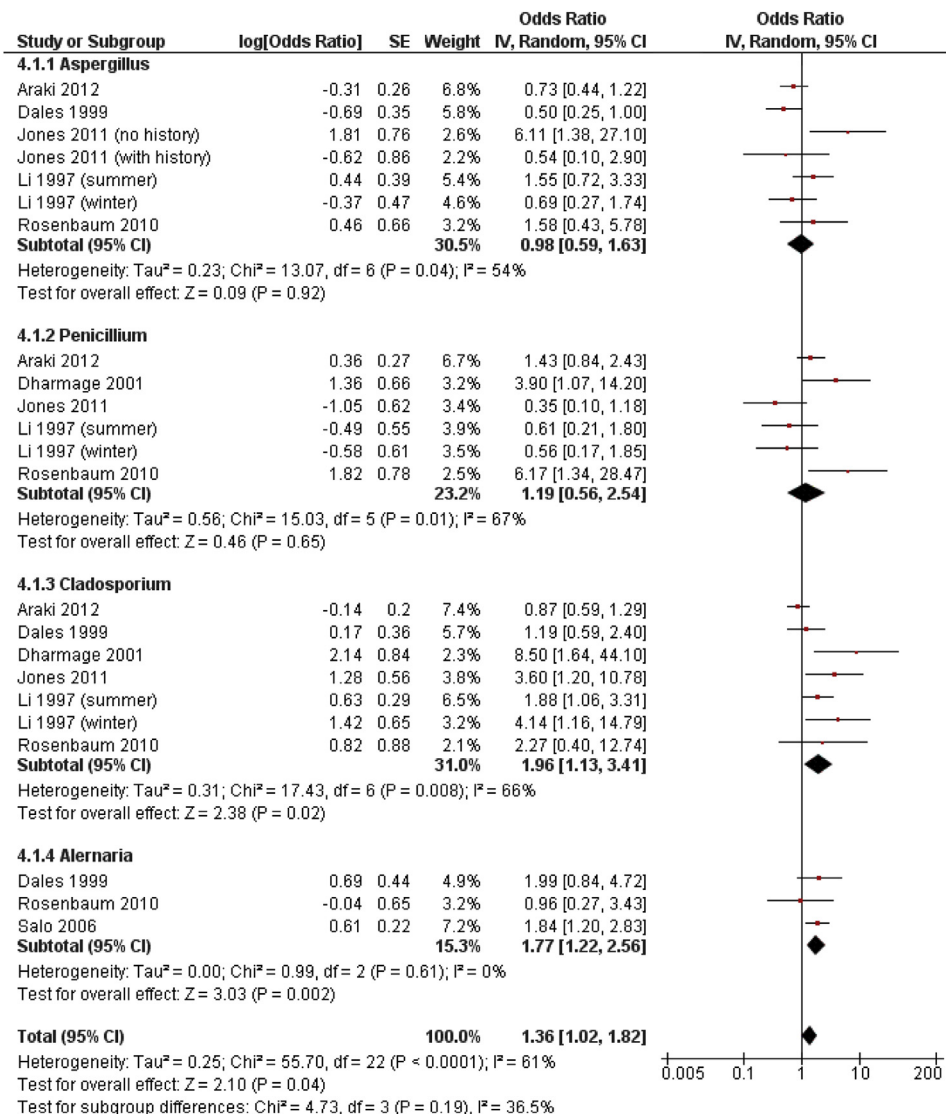 Odds Ratio Odds Ratio
Study or Subgroup log[Odds Ratio] SE Weight IV, Random, 95% CI IV, Random, 95% CI
4.1.1 Aspergillus
Araki 2012 -0.31 0.26 6.8% 0.73 [0.44, 1.22]
Dales 1999 -0.69 0.35 5.8% 0.50 [0.25, 1.00]
Jones 2011 (no history) 1.81 0.76 2.6% 6.11 [1.38, 27.10]
Jones 2011 (with history) -0.62 0.86 2.2% 0.54 [0.10, 2.90]
Li 1997 (summer) 0.44 0.39 5.4% 1.55 [0.72, 3.33]
Li 1997 (winter) -0.37 0.47 4.6% 0.69 [0.27, 1.74]
Rosenbaum 2010 0.46 0.66 3.2% 1.58 [0.43, 5.78]
Subtotal (95% CI) 30.5% 0.98 [0.59, 1.63]
Heterogeneity: Tau² = 0.23; Chi² = 13.07, df = 6 (P = 0.04); I² = 54%
Test for overall effect: Z = 0.09 (P = 0.92)
4.1.2 Penicillium
Araki 2012 0.36 0.27 6.7% 1.43 [0.84, 2.43]
Dharmage 2001 1.36 0.66 3.2% 3.90 [1.07, 14.20]
Jones 2011 -1.05 0.62 3.4% 0.35 [0.10, 1.18]
Li 1997 (summer) -0.49 0.55 3.9% 0.61 [0.21, 1.80]
Li 1997 (winter) -0.58 0.61 3.5% 0.56 [0.17, 1.85]
Rosenbaum 2010 1.82 0.78 2.5% 6.17 [1.34, 28.47]
Subtotal (95% CI) 23.2% 1.19 [0.56, 2.54]
Heterogeneity: Tau² = 0.56; Chi² = 15.03, df = 5 (P = 0.01); I² = 67%
Test for overall effect: Z = 0.46 (P = 0.65)
4.1.3 Cladosporium
Araki 2012 -0.14 0.2 7.4% 0.87 [0.59, 1.29]
Dales 1999 0.17 0.36 5.7% 1.19 [0.59, 2.40]
Dharmage 2001 2.14 0.84 2.3% 8.50 [1.64, 44.10]
Jones 2011 1.28 0.56 3.8% 3.60 [1.20, 10.78]
Li 1997 (summer) 0.63 0.29 6.5% 1.88 [1.06, 3.31]
Li 1997 (winter) 1.42 0.65 3.2% 4.14 [1.16, 14.79]
Rosenbaum 2010 0.82 0.88 2.1% 2.27 [0.40, 12.74]
Subtotal (95% CI) 31.0% 1.96 [1.13, 3.41]
Heterogeneity: Tau² = 0.31; Chi² = 17.43, df = 6 (P = 0.008); I² = 66%
Test for overall effect: Z = 2.38 (P = 0.02)
4.1.4 Alernaria
Dales 1999 0.69 0.44 4.9% 1.99 [0.84, 4.72]
Rosenbaum 2010 -0.04 0.65 3.2% 0.96 [0.27, 3.43]
Salo 2006 0.61 0.22 7.2% 1.84 [1.20, 2.83]
Subtotal (95% CI) 15.3% 1.77 [1.22, 2.56]
Heterogeneity: Tau² = 0.00; Chi² = 0.99, df = 2 (P = 0.61); I² = 0%
Test for overall effect: Z = 3.03 (P = 0.002)
Total (95% CI) 100.0% 1.36 [1.02, 1.82]
Heterogeneity: Tau² = 0.25; Chi² = 55.70, df = 22 (P < 0.0001); I² = 61%
Test for overall effect: Z = 2.10 (P = 0.04)
Test for subgroup differences: Chi² = 4.73, df = 3 (P = 0.19), I² = 36.5%
0.005 0.1 1 10 200